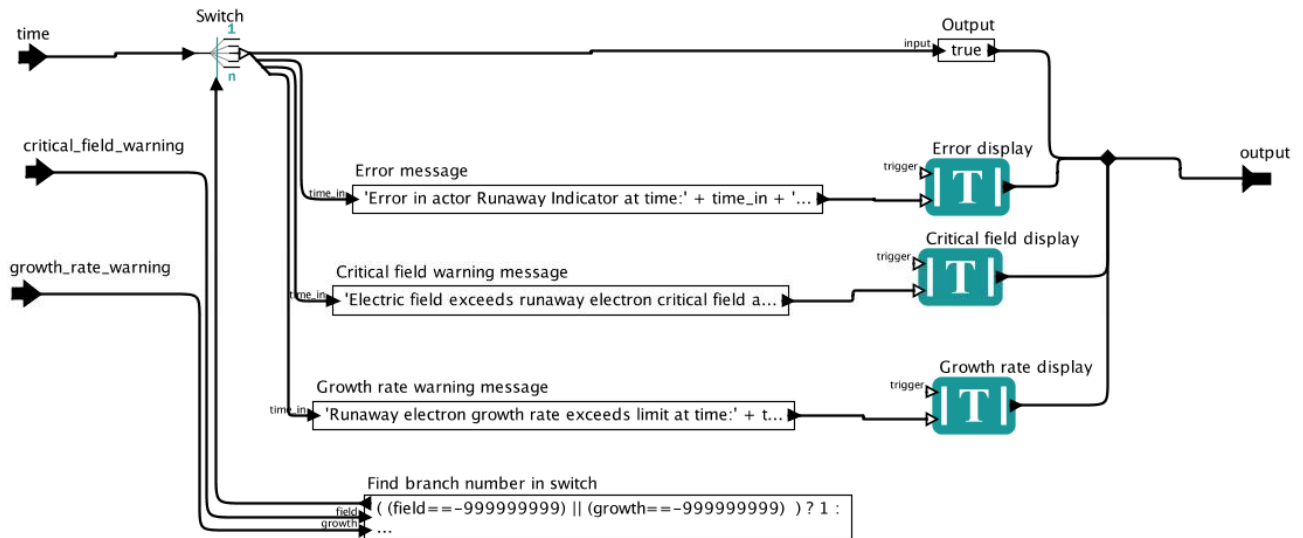 Switch
time
1
n
Output
input
true
critical_field_warning
Error display
trigger
T
output
Error message
time_in
'Error in actor Runaway Indicator at time:' + time_in + '...
Critical field display
trigger
T
growth_rate_warning
Critical field warning message
time_in
'Electric field exceeds runaway electron critical field a...
Growth rate display
trigger
T
Growth rate warning message
time_in
'Runaway electron growth rate exceeds limit at time:' + t...
Find branch number in switch
field
growth
( (field==-999999999) || (growth==-999999999) ) ? 1 :
...